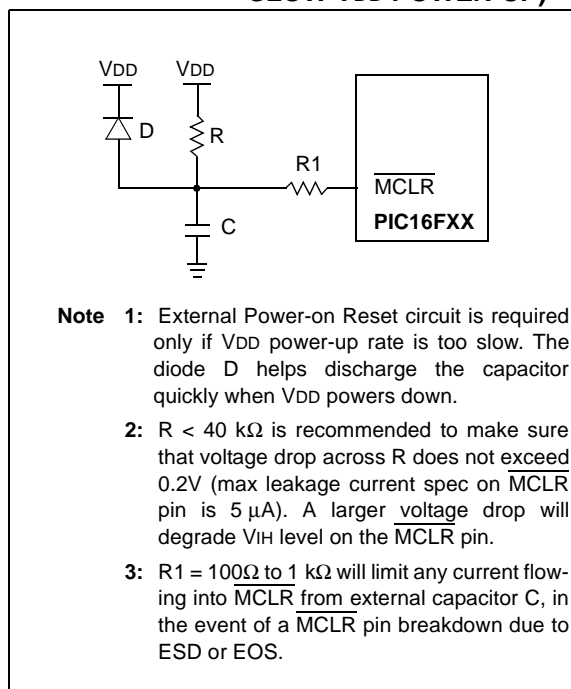 VDD VDD
D
R
R1
MCLR
PIC16FXX
C
Note 1: External Power-on Reset circuit is required
only if VDD power-up rate is too slow. The
diode D helps discharge the capacitor
quickly when VDD powers down.
2: R < 40 kΩ is recommended to make sure
that voltage drop across R does not exceed
0.2V (max leakage current spec on MCLR
pin is 5 μA). A larger voltage drop will
degrade VIH level on the MCLR pin.
3: R1 = 100Ω to 1 kΩ will limit any current flow-
ing into MCLR from external capacitor C, in
the event of a MCLR pin breakdown due to
ESD or EOS.